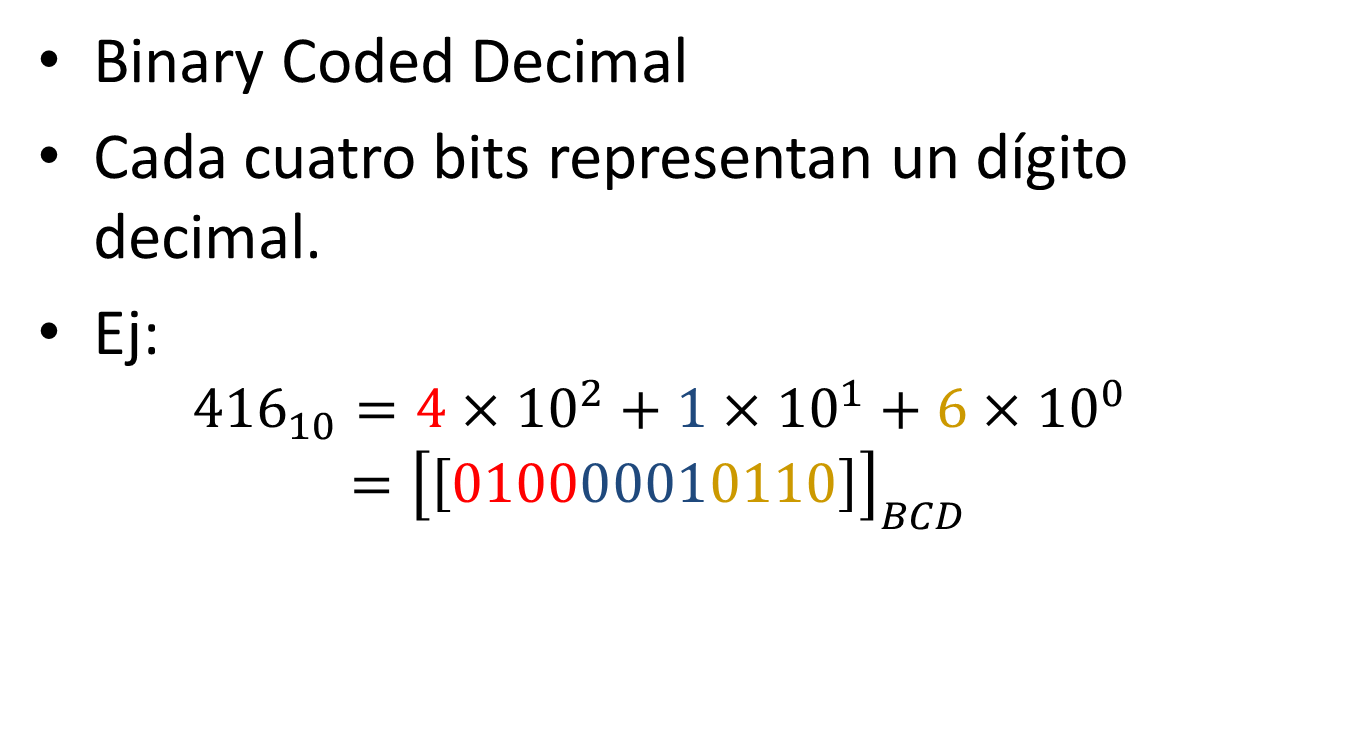 • Binary Coded Decimal
• Cada cuatro bits representan un dígito
decimal.
• Ej:
416₁₀ = 4 × 10² + 1 × 10¹ + 6 × 10⁰
= [[010000010110]]_BCD